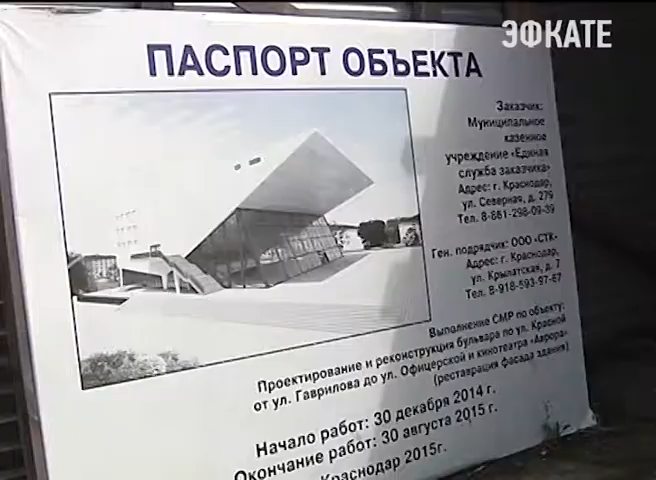 ЭФКАТЕ
ПАСПОРТ ОБЪЕКТА
Заказчик:
Муниципальное
казенное
учреждение «Единая
служба заказчика»
Адрес: г. Краснодар,
ул. Северная, д. 279
Тел. 8-861-298-09-39
Ген. подрядчик: ООО «СТК-
Адрес: г. Краснодар,
ул. Крылатская, д. 7
Тел. 8-918-593-97-67
Выполнение СМР по объекту:
Проектирование и реконструкция бульвара по ул. Красной
от ул. Гаврилова до ул. Офицерской и кинотеатра «Аврора»
(реставрация фасада здания)
Начало работ: 30 декабря 2014 г.
Окончание работ: 30 августа 2015 г.
Краснодар 2015г.